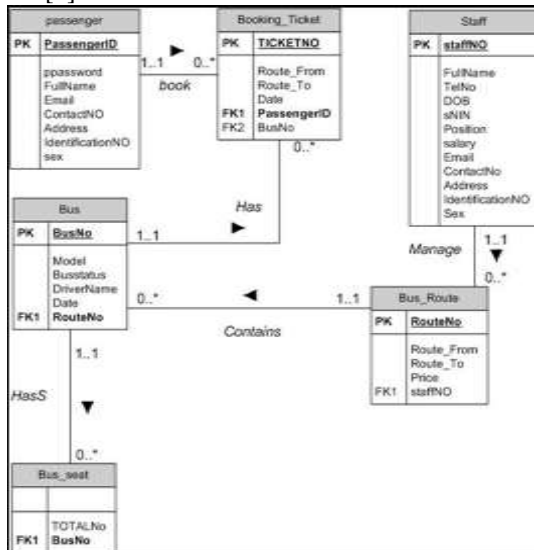 passenger
PK PassengerID
ppassword
FullName
Email
ContactNO
Address
IdentificationNO
sex
1..1
0..*
book
Booking_Ticket
PK TICKETNO
Route_From
Route_To
Date
FK1 PassengerID
FK2 BusNo
0..*
Staff
PK staffNO
FullName
TelNo
DOB
sNIN
Position
salary
Email
ContactNo
Address
IdentificationNO
Sex
Has
Bus
PK BusNo
Model
Busstatus
DriverName
Date
FK1 RouteNo
1..1
Manage
1..1
0..*
0..*
1..1
Contains
Bus_Route
PK RouteNo
Route_From
Route_To
Price
FK1 staffNO
1..1
HasS
0..*
Bus_seat
TOTALNo
FK1 BusNo